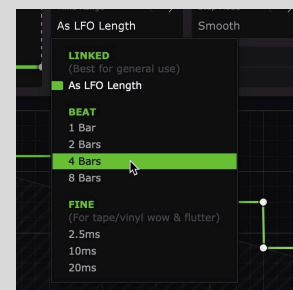 As LFO Length
Smooth
LINKED
(Best for general use)
As LFO Length
BEAT
1 Bar
2 Bars
4 Bars
8 Bars
FINE
(For tape/vinyl wow & flutter)
2.5ms
10ms
20ms